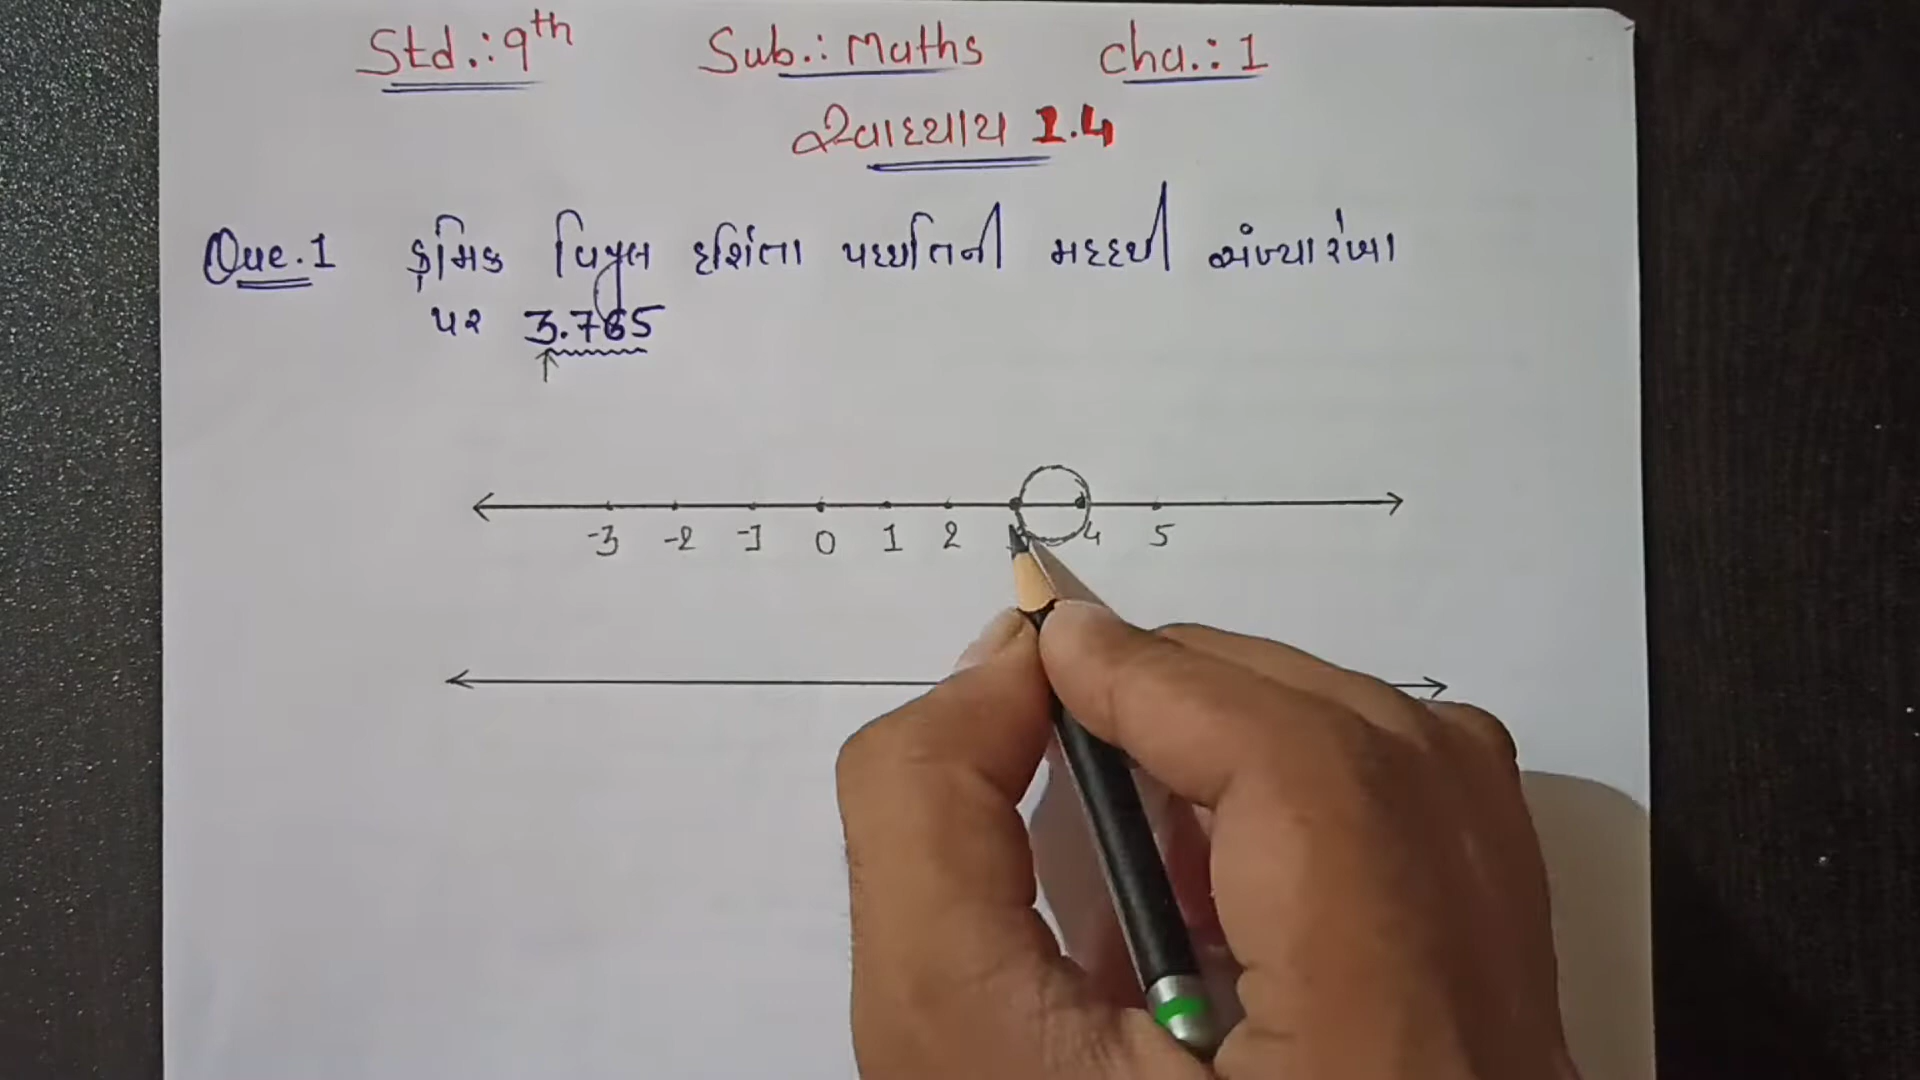 Std.: 9th Sub.: Maths Cha.: 1
સ્વાધ્યાય 1.4
Que.1 ક્રમિક વિપુલ દર્શિતા પધ્ધતિની મદદથી સંખ્યારેખા
પર 3.765
-3 -2 -1 0 1 2 4 5